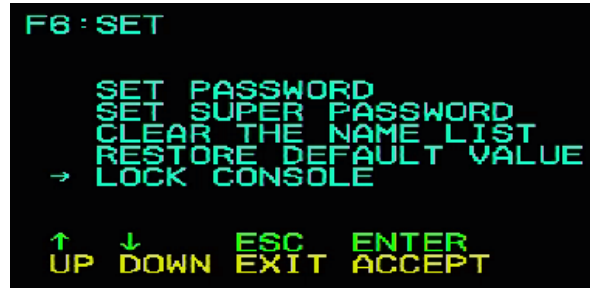 F6:SET
SET PASSWORD
SET SUPER PASSWORD
CLEAR THE NAME LIST
RESTORE DEFAULT VALUE
→ LOCK CONSOLE
↑ ↓ ESC ENTER
UP DOWN EXIT ACCEPT